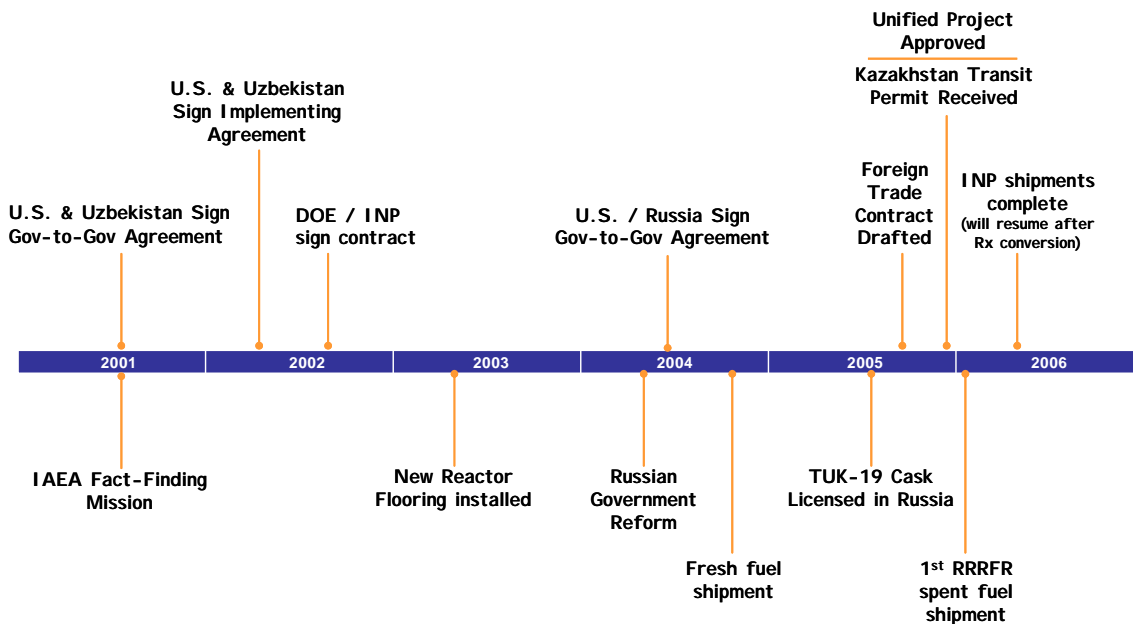 Unified Project
Approved
Kazakhstan Transit
Permit Received
U.S. & Uzbekistan
Sign Implementing
Agreement
U.S. & Uzbekistan Sign
Gov-to-Gov Agreement
DOE / INP
sign contract
U.S. / Russia Sign
Gov-to-Gov Agreement
Foreign
Trade
Contract
Drafted
INP shipments
complete
(will resume after
Rx conversion)
2001 2002 2003 2004 2005 2006
IAEA Fact-Finding
Mission
New Reactor
Flooring installed
Russian
Government
Reform
TUK-19 Cask
Licensed in Russia
Fresh fuel
shipment
1st RRRFR
spent fuel
shipment